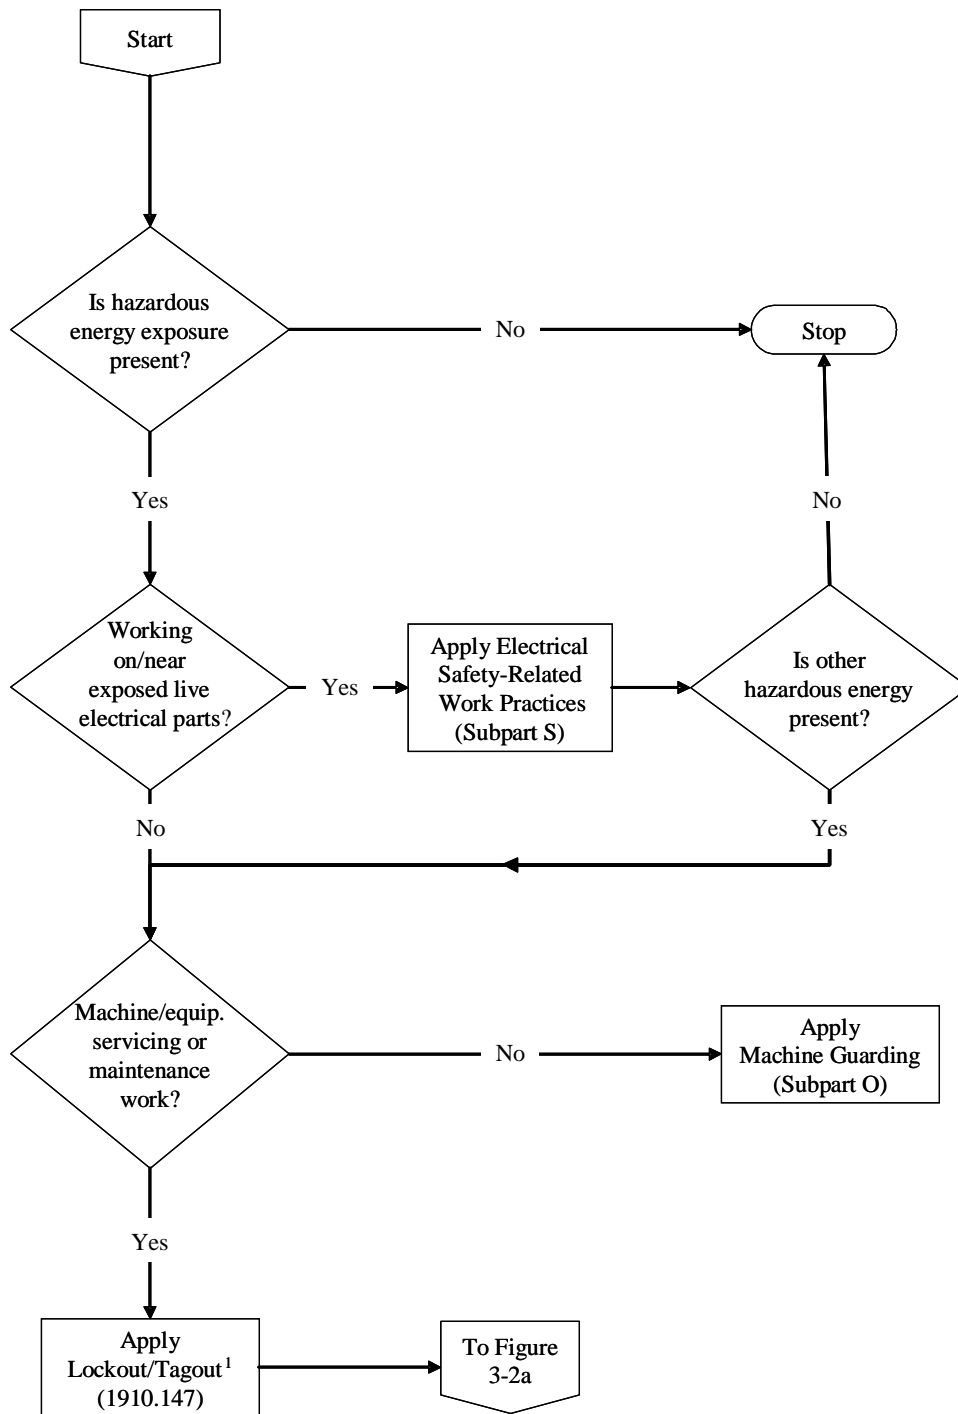 Start
Is hazardous
energy exposure
present?
No
Stop
Yes
No
Working
on/near
exposed live
electrical parts?
Yes
Apply Electrical
Safety-Related
Work Practices
(Subpart S)
Is other
hazardous energy
present?
No
Yes
Machine/equip.
servicing or
maintenance
work?
No
Apply
Machine Guarding
(Subpart O)
Yes
Apply
Lockout/Tagout¹
(1910.147)
To Figure
3-2a